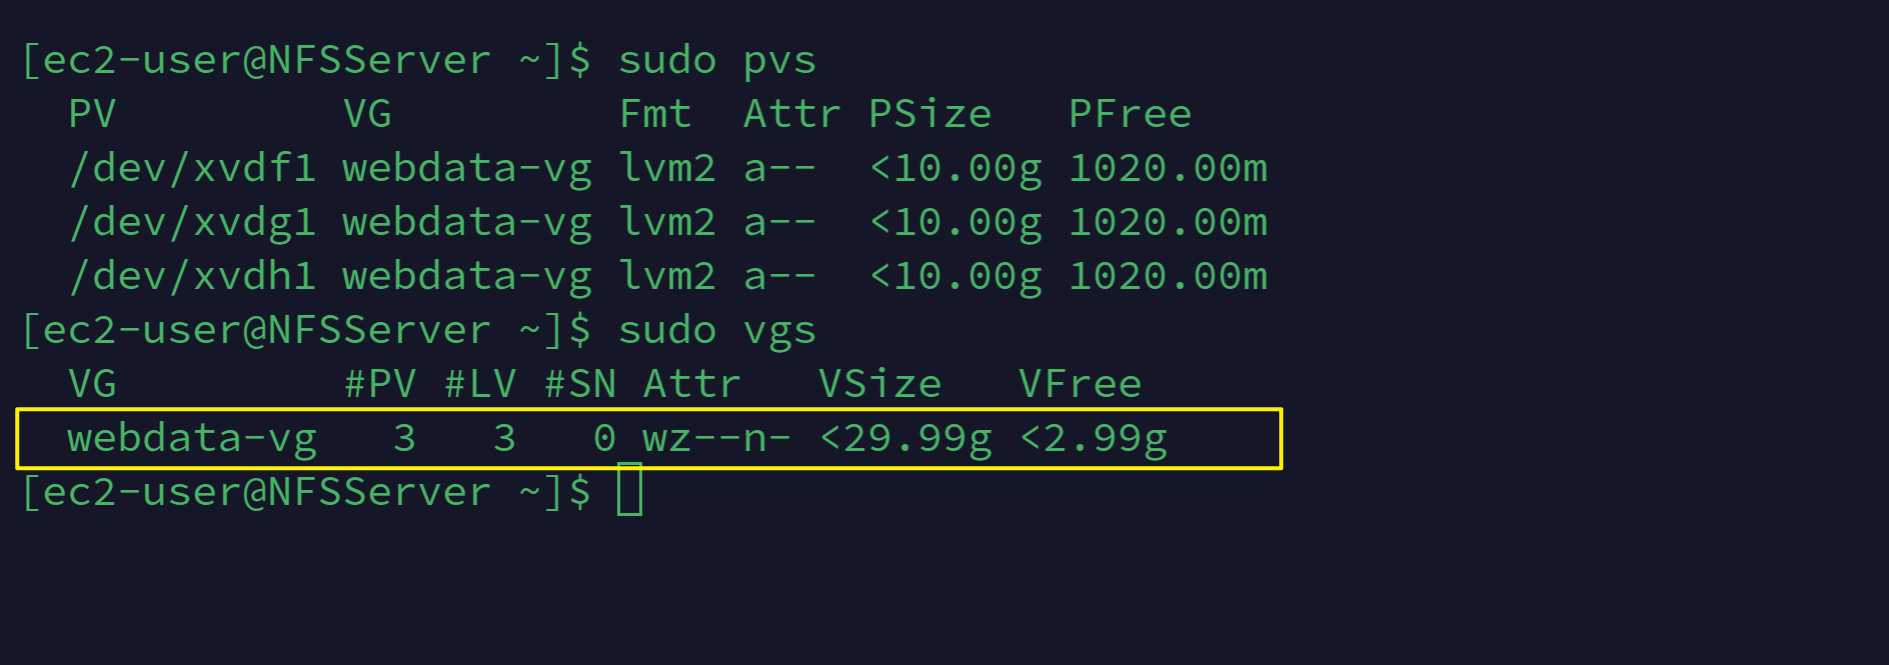 [ec2-user@NFSServer ~]$ sudo pvs
  PV         VG         Fmt  Attr PSize   PFree
  /dev/xvdf1 webdata-vg lvm2 a--  <10.00g 1020.00m
  /dev/xvdg1 webdata-vg lvm2 a--  <10.00g 1020.00m
  /dev/xvdh1 webdata-vg lvm2 a--  <10.00g 1020.00m
[ec2-user@NFSServer ~]$ sudo vgs
  VG         #PV #LV #SN Attr   VSize   VFree
  webdata-vg   3   3   0 wz--n- <29.99g <2.99g
[ec2-user@NFSServer ~]$